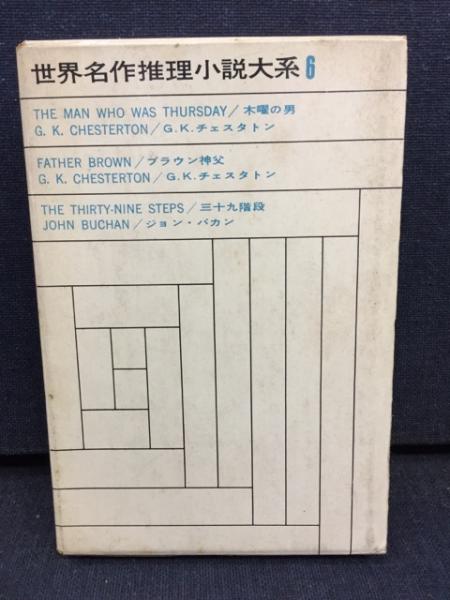 世界名作推理小説大系6
THE MAN WHO WAS THURSDAY/木曜の男
G. K. CHESTERTON/G.K.チェスタトン
FATHER BROWN/ブラウン神父
G. K. CHESTERTON/G.K.チェスタトン
THE THIRTY-NINE STEPS/三十九階段
JOHN BUCHAN/ジョン・バカン